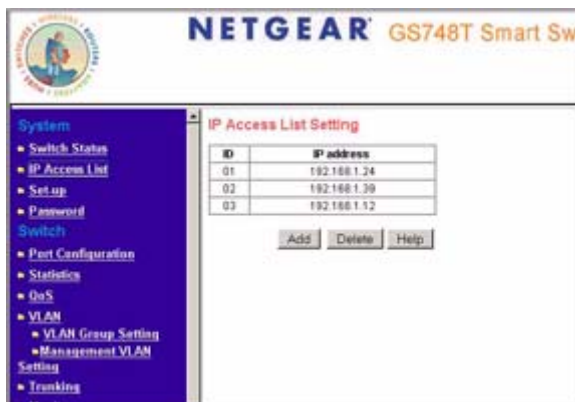 NETGEAR GS748T Smart Sw
System
Switch Status
IP Access List
Set-up
Password
Switch
Port Configuration
Statistics
QoS
VLAN
VLAN Group Setting
Management VLAN
Setting
Trunking
IP Access List Setting
ID IP address
01 192.168.1.24
02 192.168.1.39
03 192.168.1.12
Add Delete Help